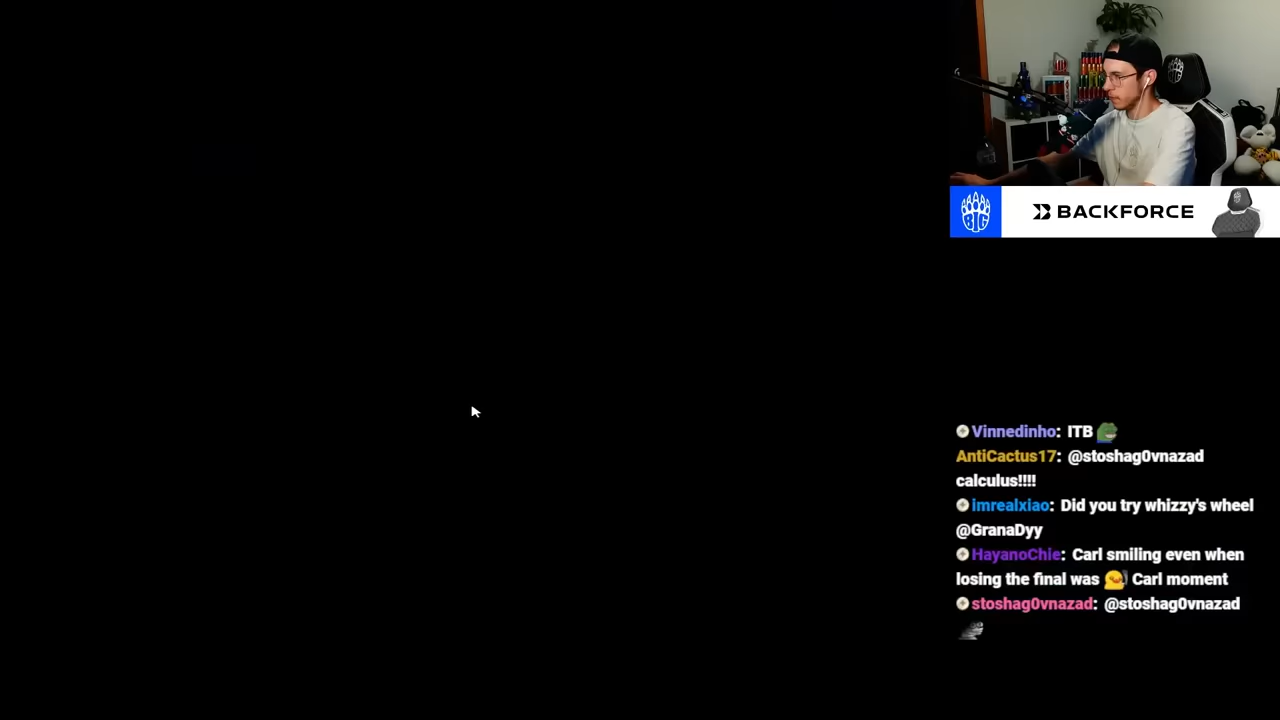 BIG
BACKFORCE
Vinnedinho: ITB
AntiCactus17: @stoshag0vnazad
calculus!!!!
imrealxiao: Did you try whizzy's wheel
@GranaDyy
HayanoChie: Carl smiling even when
losing the final was Carl moment
stoshag0vnazad: @stoshag0vnazad